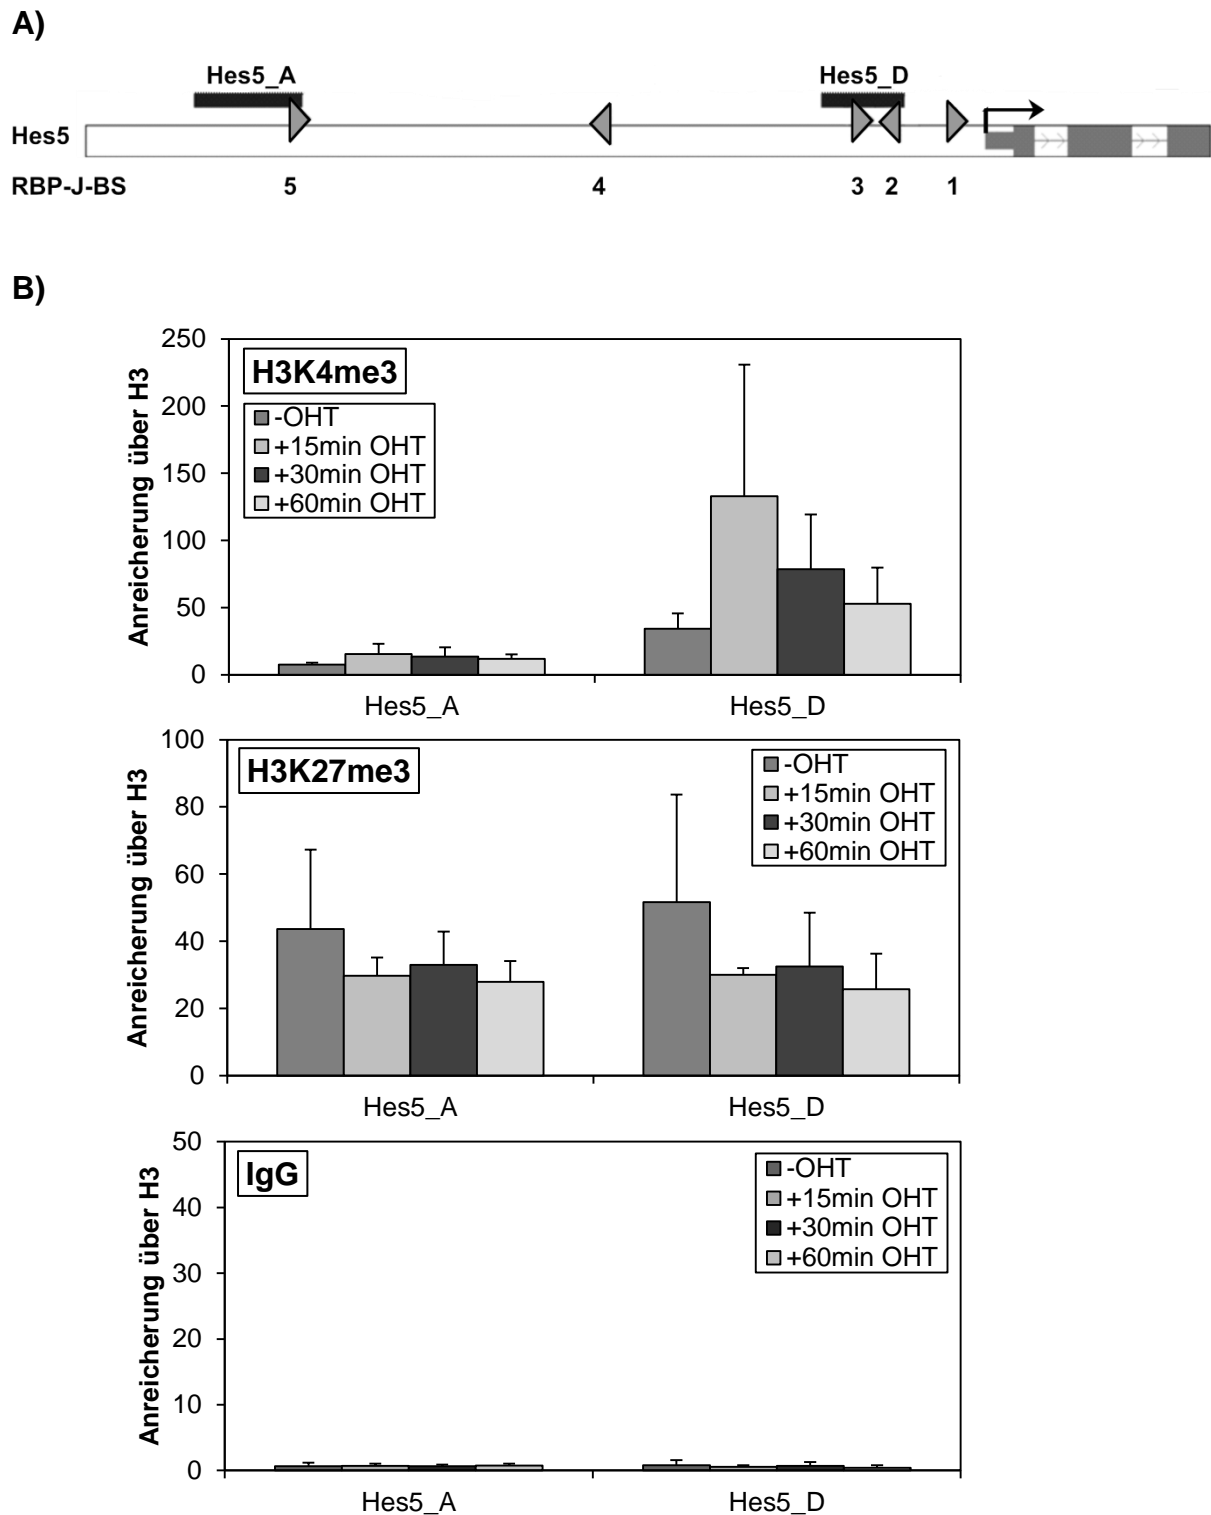 A)
Hes5_A Hes5_D
Hes5
RBP-J-BS 5 4 3 2 1
B)
250
200
150
100
50
0
Anreicherung über H3
H3K4me3
-OHT
+15min OHT
+30min OHT
+60min OHT
Hes5_A Hes5_D
100
80
60
40
20
0
Anreicherung über H3
H3K27me3
-OHT
+15min OHT
+30min OHT
+60min OHT
Hes5_A Hes5_D
50
40
30
20
10
0
Anreicherung über H3
IgG
-OHT
+15min OHT
+30min OHT
+60min OHT
Hes5_A Hes5_D